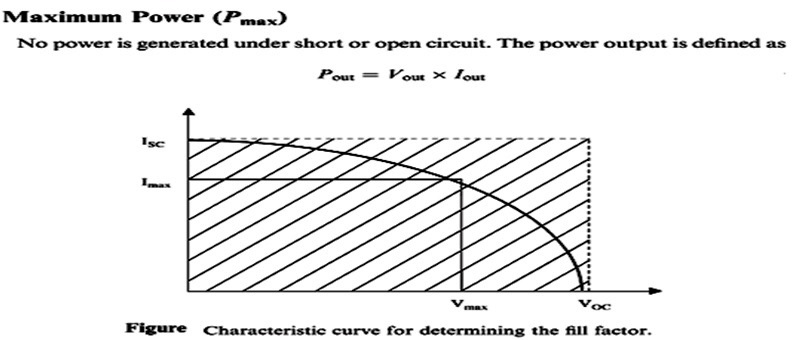 Maximum Power (Pmax)
No power is generated under short or open circuit. The power output is defined as
Pout = Vout × Iout
ISC
Imax
Vmax VOC
Figure Characteristic curve for determining the fill factor.